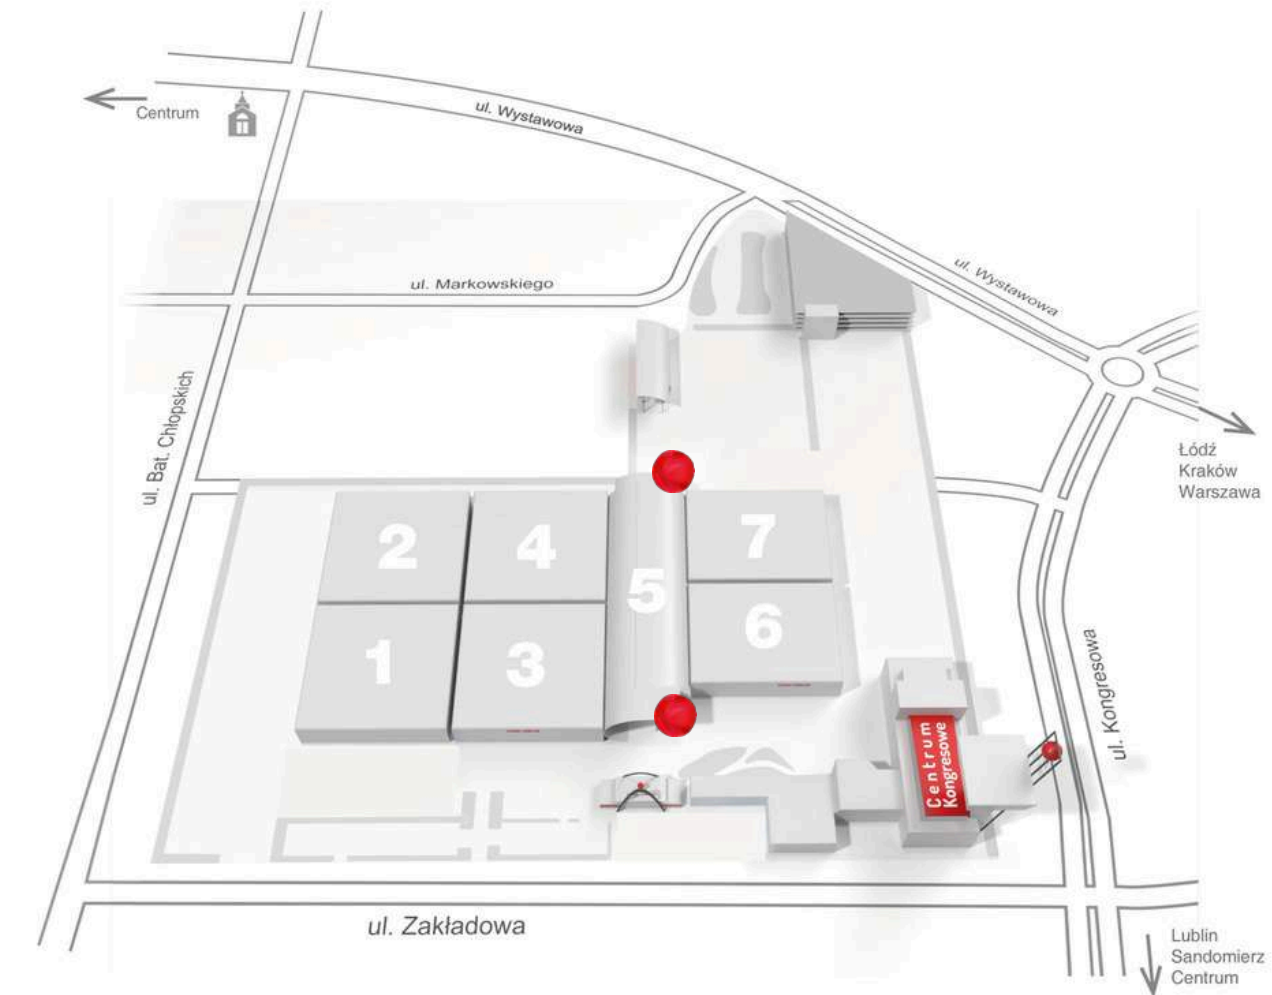 Centrum
ul. Wystawowa
ul. Wystawowa
ul. Markowskiego
ul. Bat. Chłopskich
Łódź
Kraków
Warszawa
2
4
5
7
1
3
6
Centrum
Kongresowe
ul. Kongresowa
ul. Zakładowa
Lublin
Sandomierz
Centrum